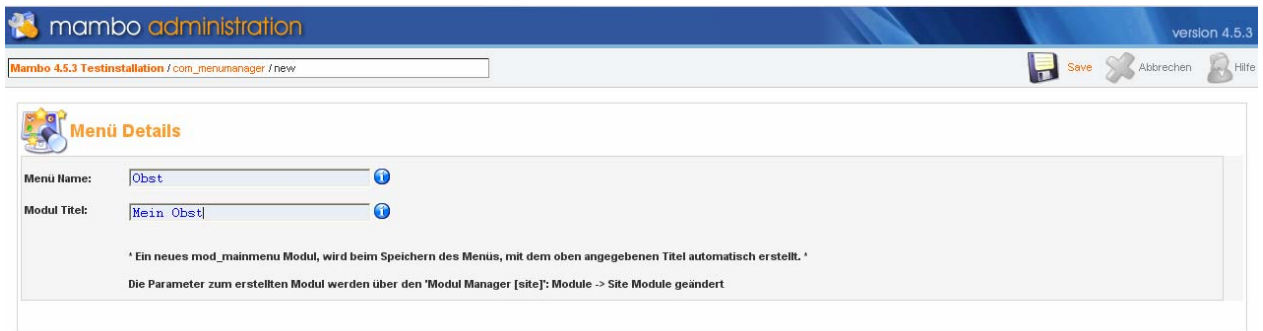 mambo administration
version 4.5.3
Mambo 4.5.3 Testinstallation / com_menumanager / new
Save Abbrechen Hilfe
Menü Details
Menü Name: Obst
Modul Titel: Mein Obst
* Ein neues mod_mainmenu Modul, wird beim Speichern des Menüs, mit dem oben angegebenen Titel automatisch erstellt. *
Die Parameter zum erstellten Modul werden über den 'Modul Manager [site]': Module -> Site Module geändert